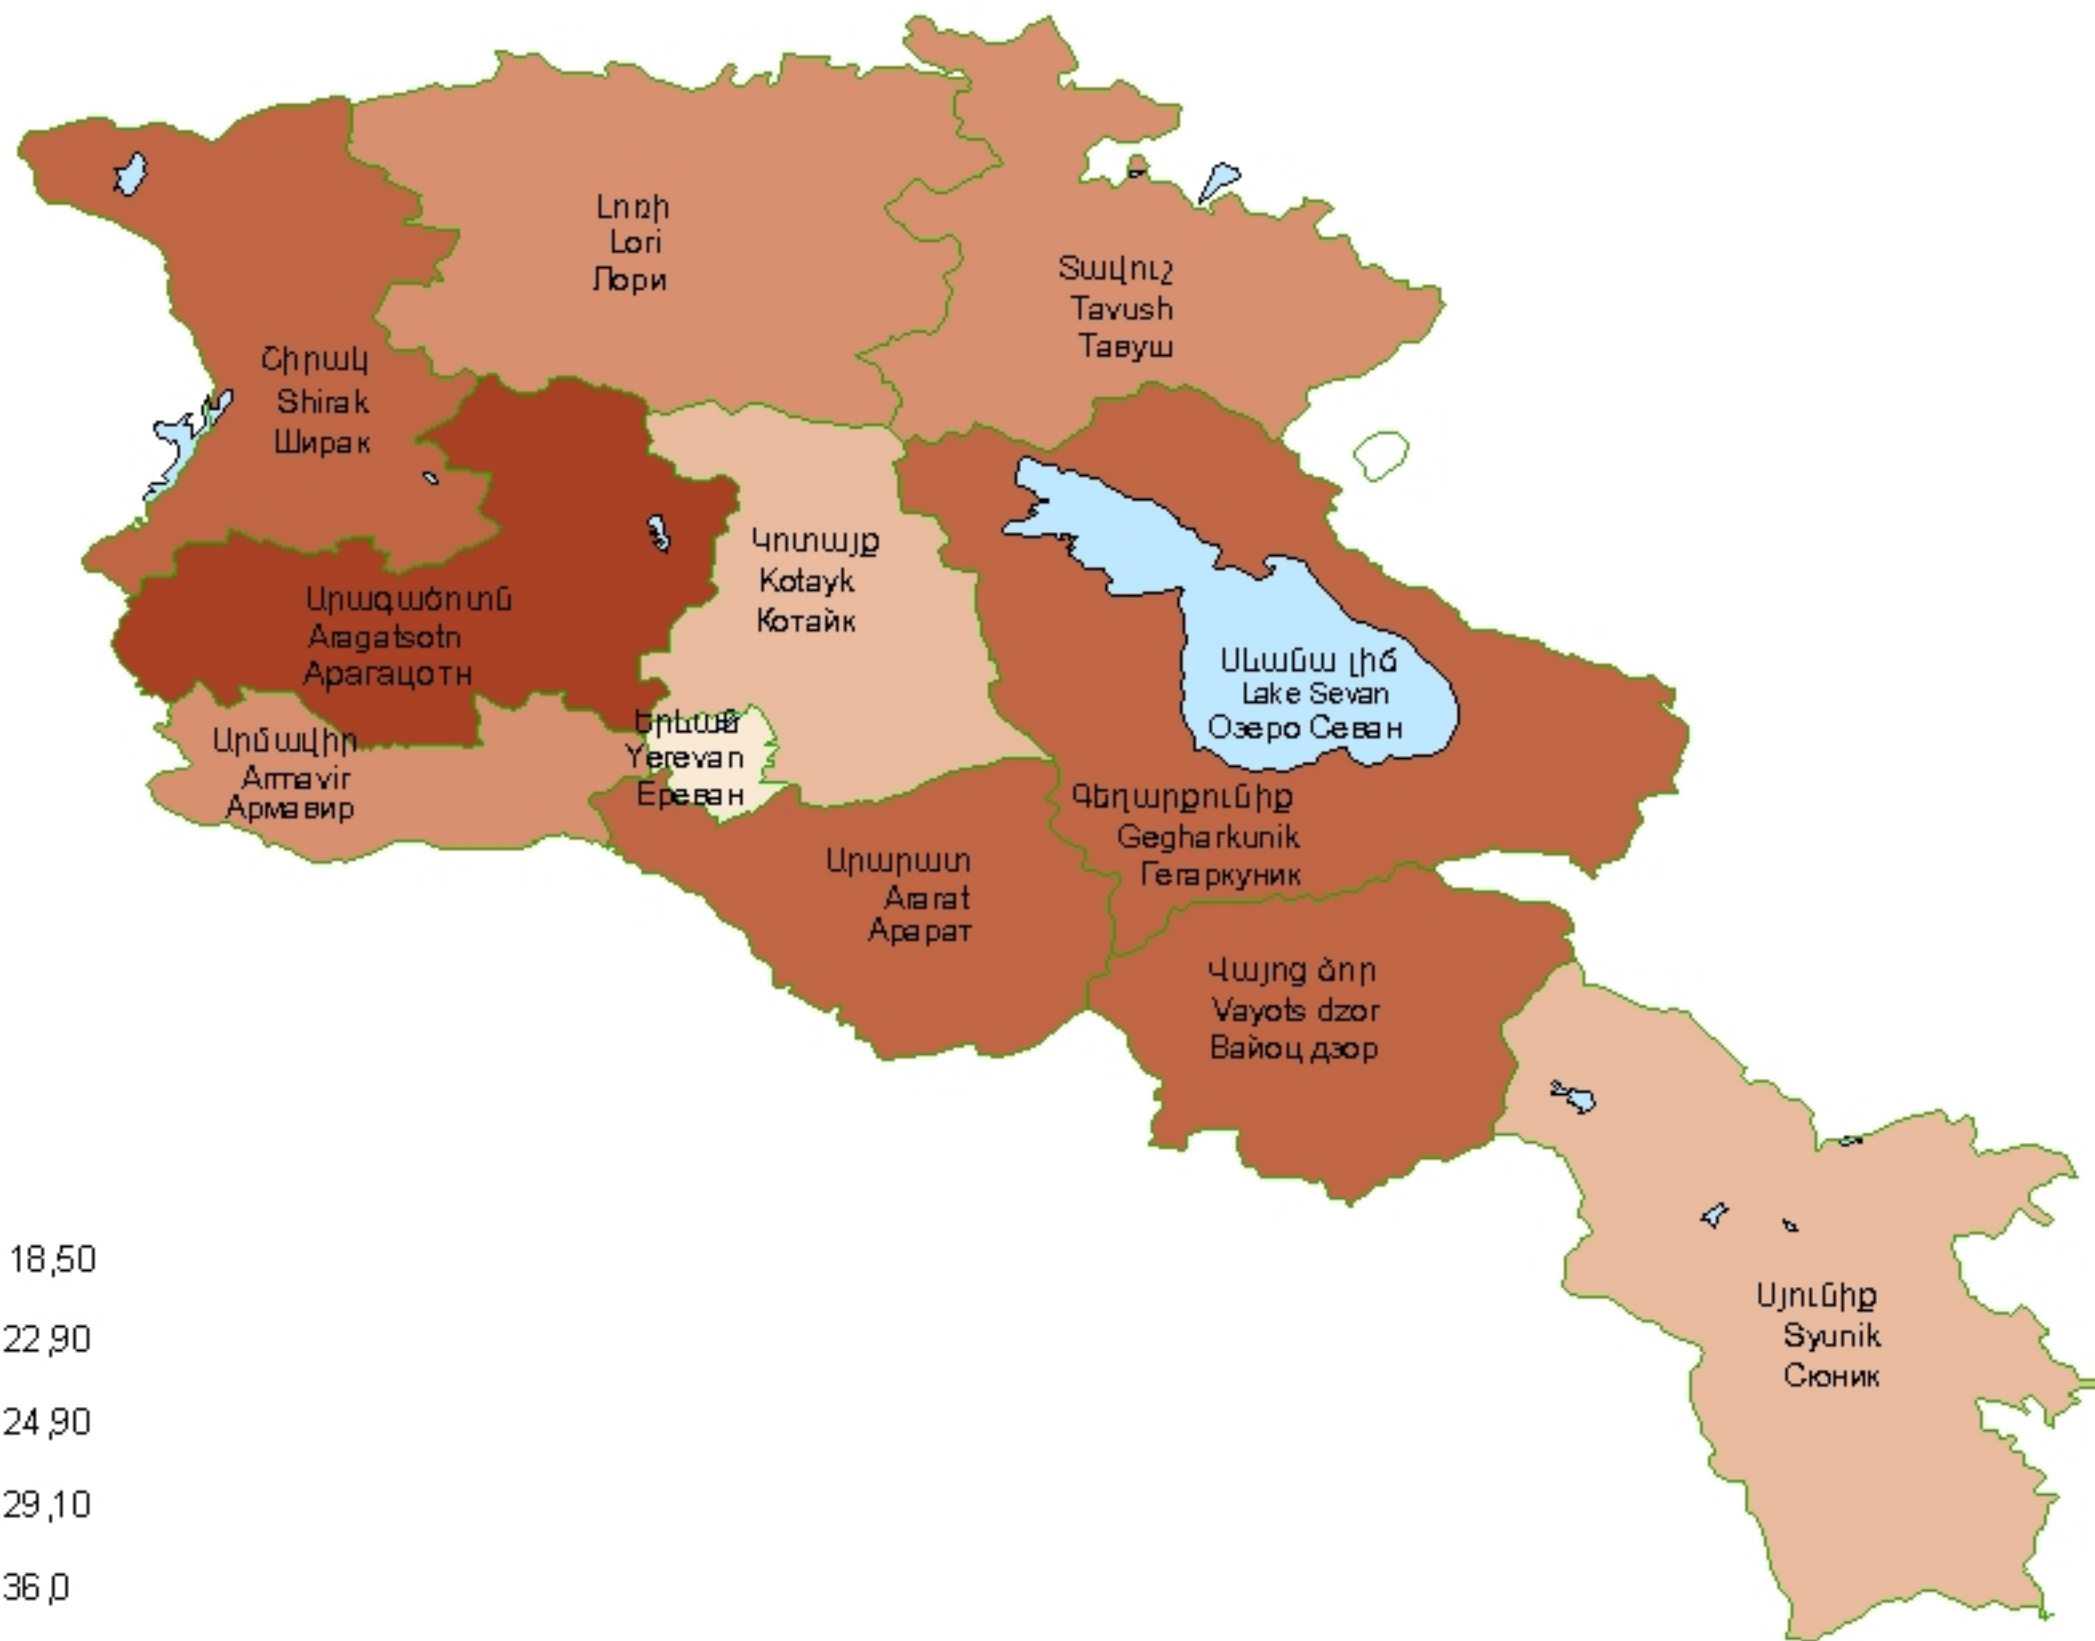 Լոռի
Lori
Лори
Տավուշ
Tavush
Тавуш
Շիրակ
Shirak
Ширак
Կոտայք
Kotayk
Котайк
Արագածոտն
Aragatsotn
Арагацотн
Սևանա լիճ
Lake Sevan
Озеро Севан
Երևան
Yerevan
Ереван
Արմավիր
Armavir
Армавир
Գեղարքունիք
Gegharkunik
Гегаркуник
Արարատ
Ararat
Арарат
Վայոց ձոր
Vayots dzor
Вайоц дзор
Սյունիք
Syunik
Сюник
18,50
22,90
24,90
29,10
36,0